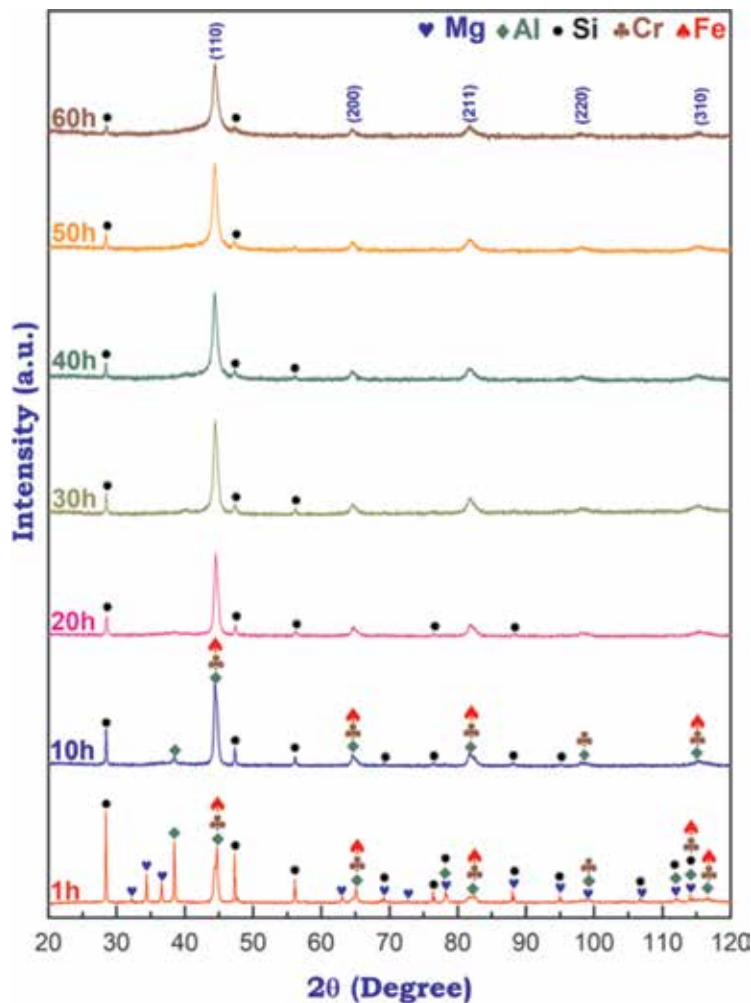 ♥ Mg ♦ Al ● Si ♣ Cr ♠ Fe
(110)
(200)
(211)
(220)
(310)
60h
50h
40h
30h
20h
10h
1h
Intensity (a.u.)
20 30 40 50 60 70 80 90 100 110 120
2θ (Degree)